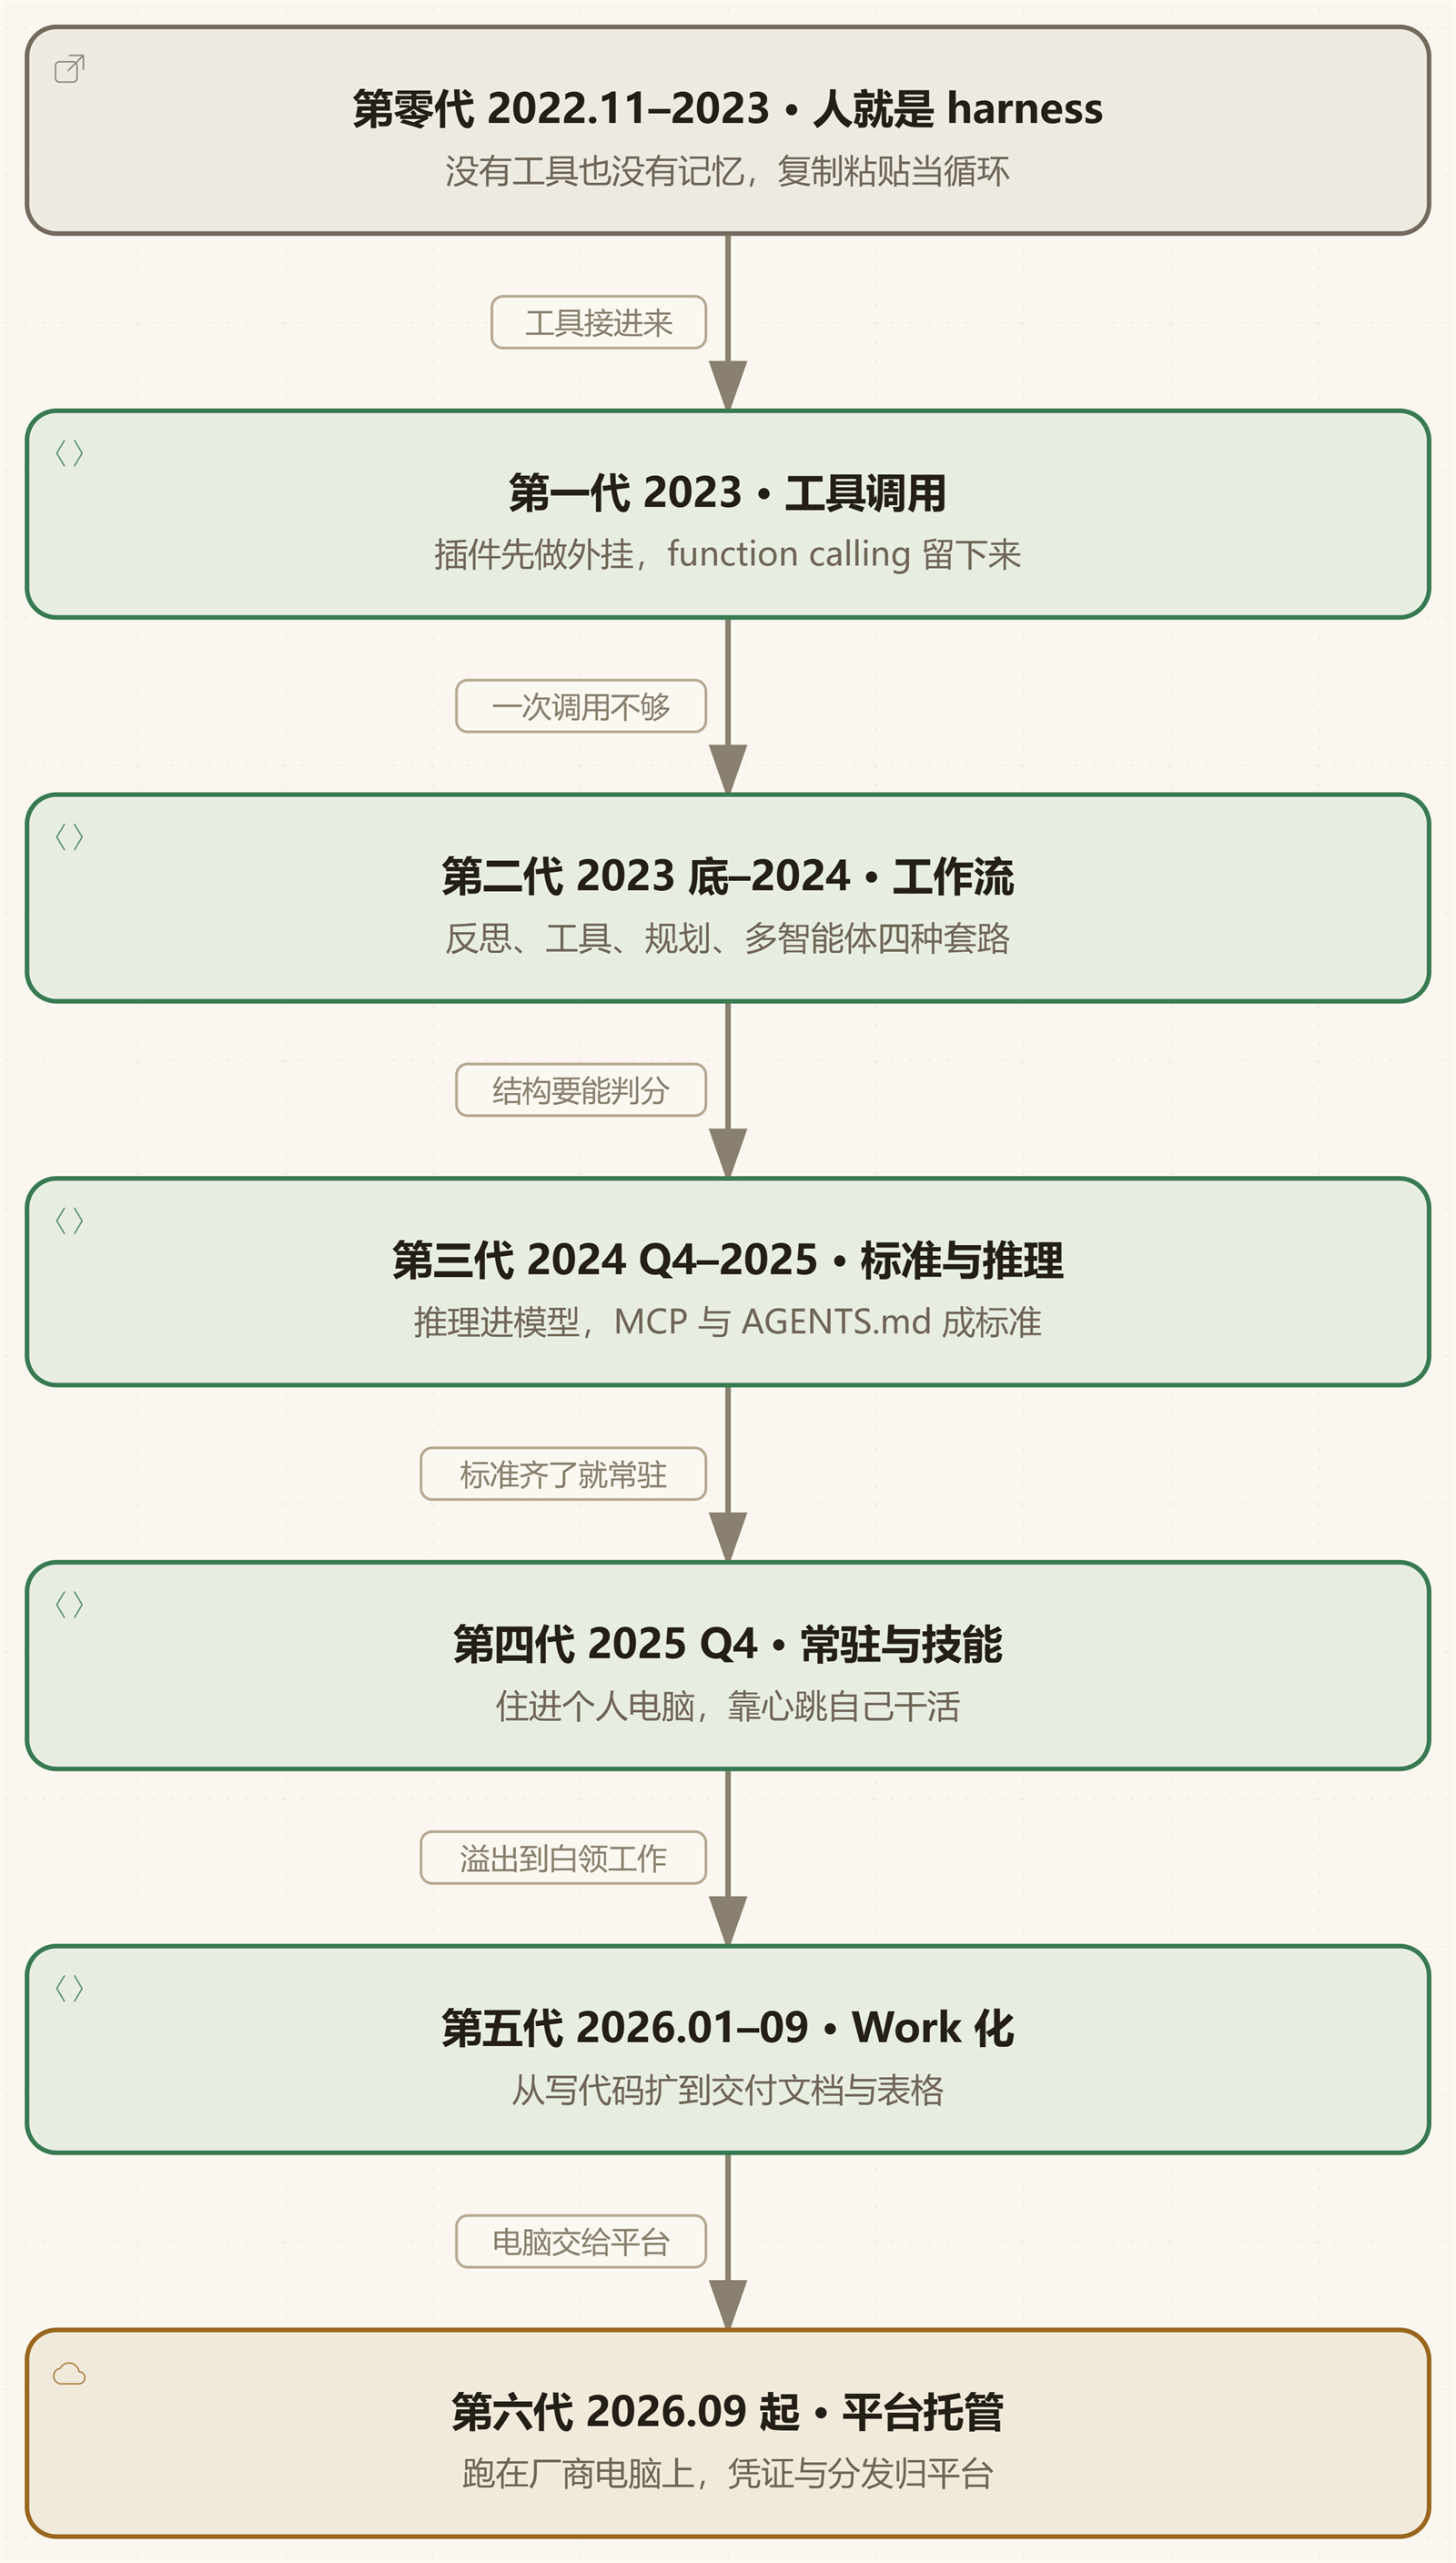 第零代 2022.11–2023 • 人就是 harness
没有工具也没有记忆，复制粘贴当循环
工具接进来
第一代 2023 • 工具调用
插件先做外挂，function calling 留下来
一次调用不够
第二代 2023 底–2024 • 工作流
反思、工具、规划、多智能体四种套路
结构要能判分
第三代 2024 Q4–2025 • 标准与推理
推理进模型，MCP 与 AGENTS.md 成标准
标准齐了就常驻
第四代 2025 Q4 • 常驻与技能
住进个人电脑，靠心跳自己干活
溢出到白领工作
第五代 2026.01–09 • Work 化
从写代码扩到交付文档与表格
电脑交给平台
第六代 2026.09 起 • 平台托管
跑在厂商电脑上，凭证与分发归平台